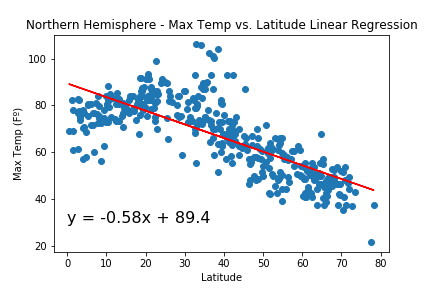 Northern Hemisphere - Max Temp vs. Latitude Linear Regression
100
80
60
40
20
Max Temp (Fº)
y = -0.58x + 89.4
0 10 20 30 40 50 60 70 80
Latitude